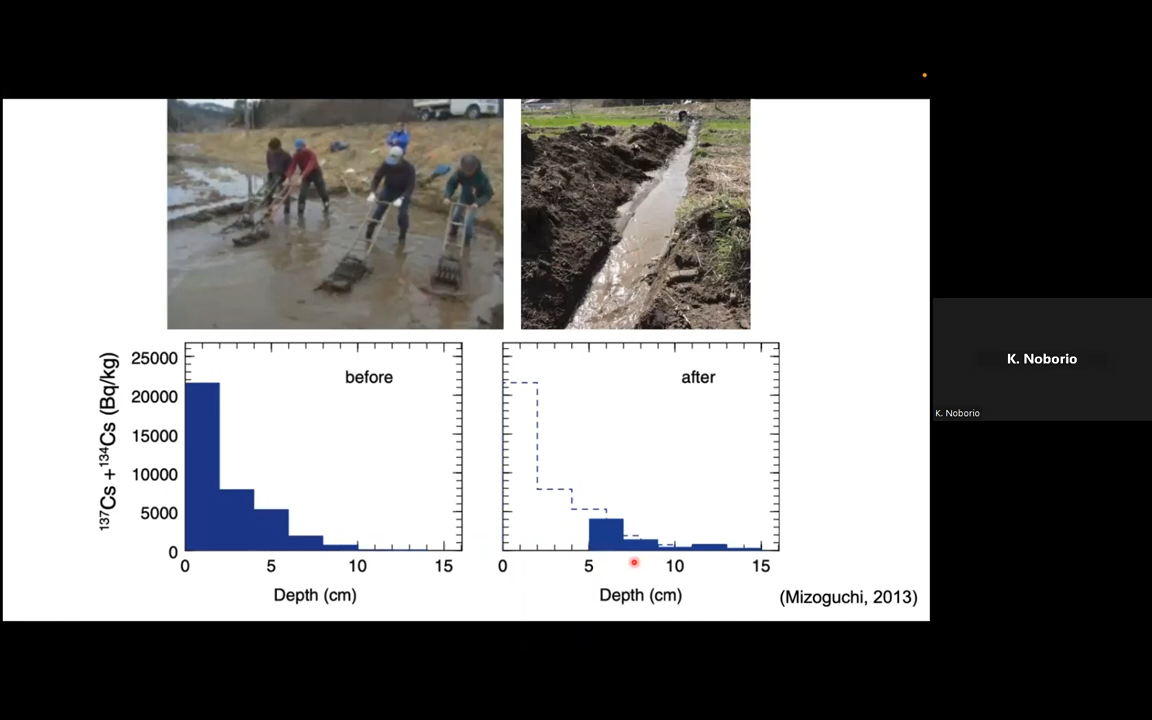 before
after
137Cs +134Cs (Bq/kg)
25000
20000
15000
10000
5000
0
0 5 10 15
0 5 10 15
Depth (cm)
Depth (cm)
(Mizoguchi, 2013)
K. Noborio
K. Noborio